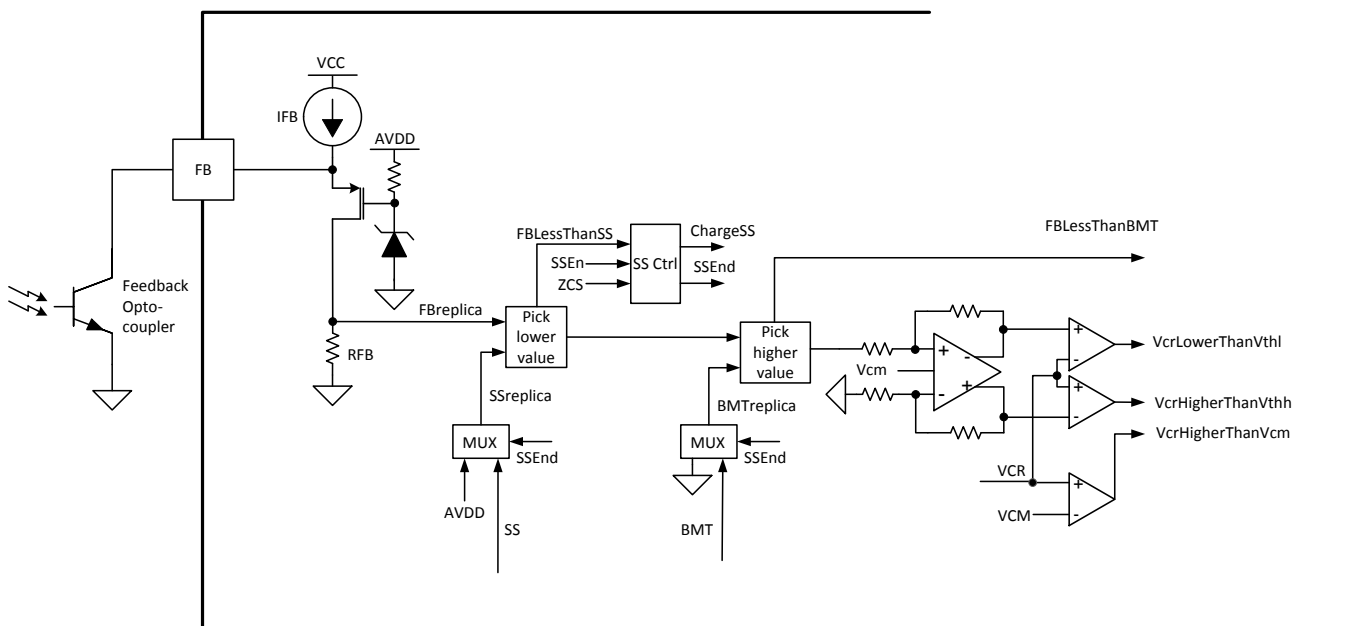 VCC
IFB
AVDD
FB
FBLessThanSS
ChargeSS
SSEn
SS Ctrl
SSEnd
ZCS
FBLessThanBMT
Feedback
Opto-
coupler
FBreplica
Pick
lower
value
RFB
Pick
higher
value
Vcm
+
-
+
-
+
-
VcrLowerThanVthl
+
-
VcrHigherThanVthh
SSreplica
BMTreplica
VcrHigherThanVcm
MUX
SSEnd
MUX
SSEnd
VCR
+
AVDD
SS
BMT
VCM
-